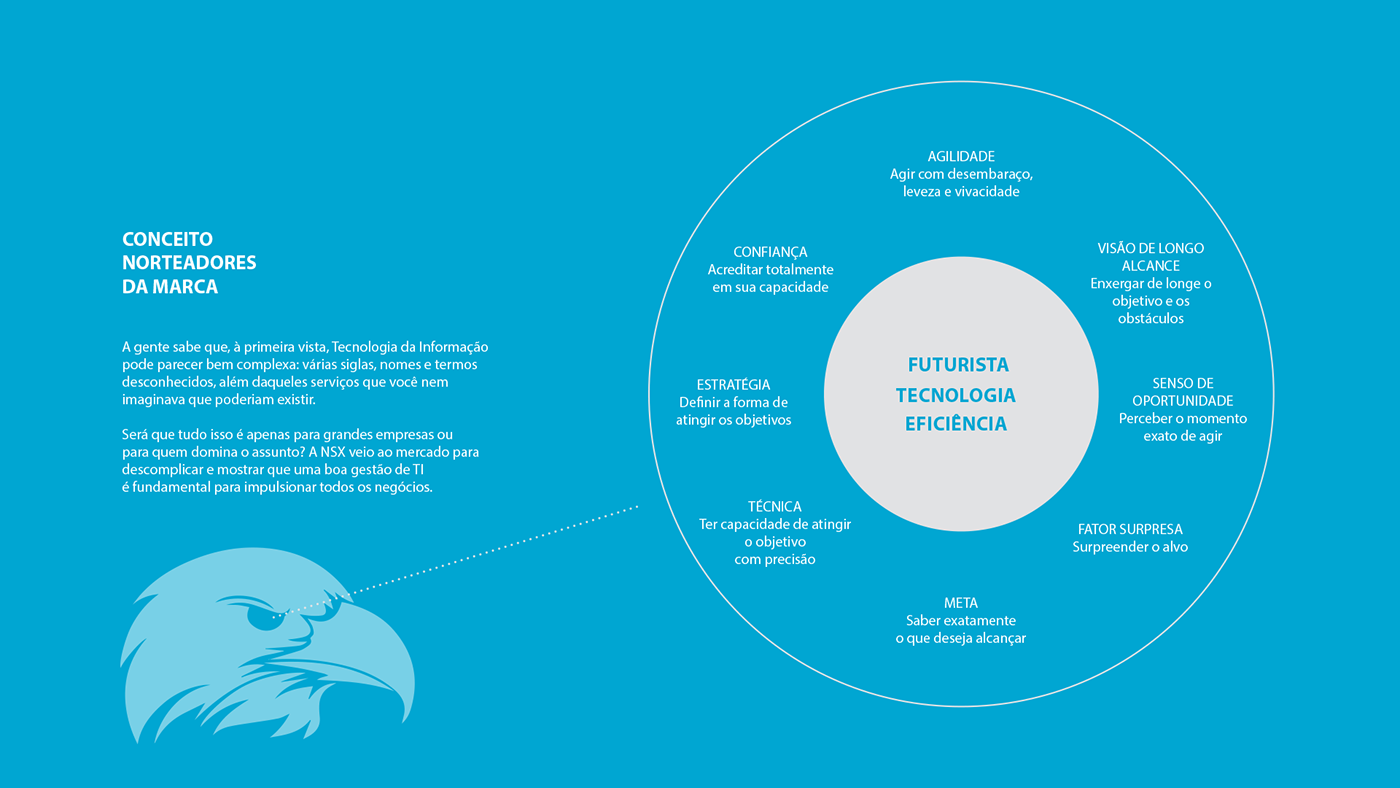 CONCEITO
NORTEADORES
DA MARCA
A gente sabe que, à primeira vista, Tecnologia da Informação
pode parecer bem complexa: várias siglas, nomes e termos
desconhecidos, além daqueles serviços que você nem
imaginava que poderiam existir.
Será que tudo isso é apenas para grandes empresas ou
para quem domina o assunto? A NSX veio ao mercado para
descomplicar e mostrar que uma boa gestão de TI
é fundamental para impulsionar todos os negócios.
AGILIDADE
Agir com desembaraço,
leveza e vivacidade
VISÃO DE LONGO
ALCANCE
Enxergar de longe o
objetivo e os
obstáculos
SENSO DE
OPORTUNIDADE
Perceber o momento
exato de agir
FATOR SURPRESA
Surpreender o alvo
META
Saber exatamente
o que deseja alcançar
TÉCNICA
Ter capacidade de atingir
o objetivo
com precisão
ESTRATÉGIA
Definir a forma de
atingir os objetivos
CONFIANÇA
Acreditar totalmente
em sua capacidade
FUTURISTA
TECNOLOGIA
EFICIÊNCIA